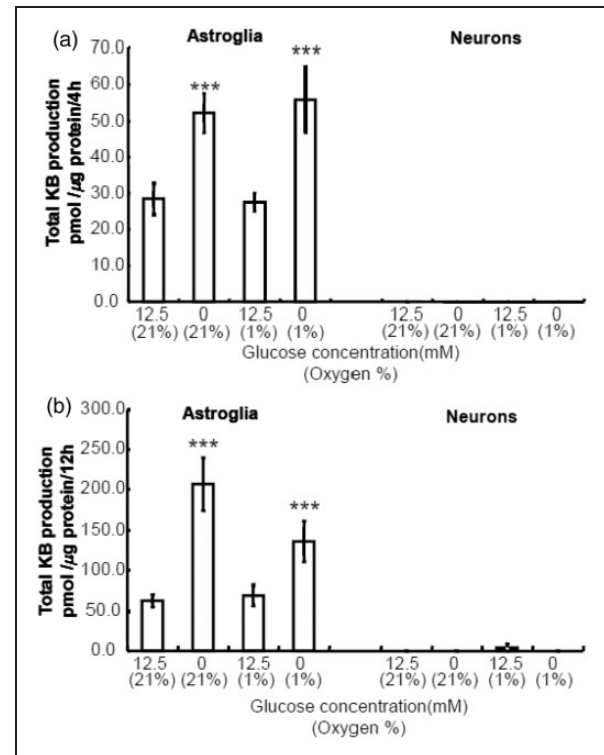 (a)
Astroglia Neurons
Total KB production
pmol /µg protein/4h
70.0
60.0
50.0
40.0
30.0
20.0
10.0
0.0
*** ***
12.5 0 12.5 0 12.5 0 12.5 0
(21%) (21%) (1%) (1%) (21%) (21%) (1%) (1%)
Glucose concentration(mM)
(Oxygen %)
(b)
Astroglia Neurons
Total KB production
pmol /µg protein/12h
300.0
250.0
200.0
150.0
100.0
50.0
0.0
*** ***
12.5 0 12.5 0 12.5 0 12.5 0
(21%) (21%) (1%) (1%) (21%) (21%) (1%) (1%)
Glucose concentration(mM)
(Oxygen %)